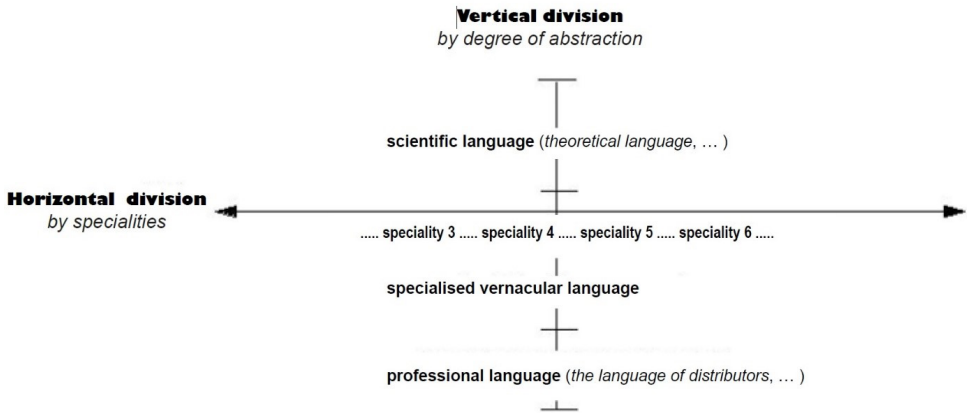 Vertical division
by degree of abstraction
scientific language (theoretical language, … )
Horizontal division
by specialities
..... speciality 3 ..... speciality 4 ..... speciality 5 ..... speciality 6 .....
specialised vernacular language
professional language (the language of distributors, … )